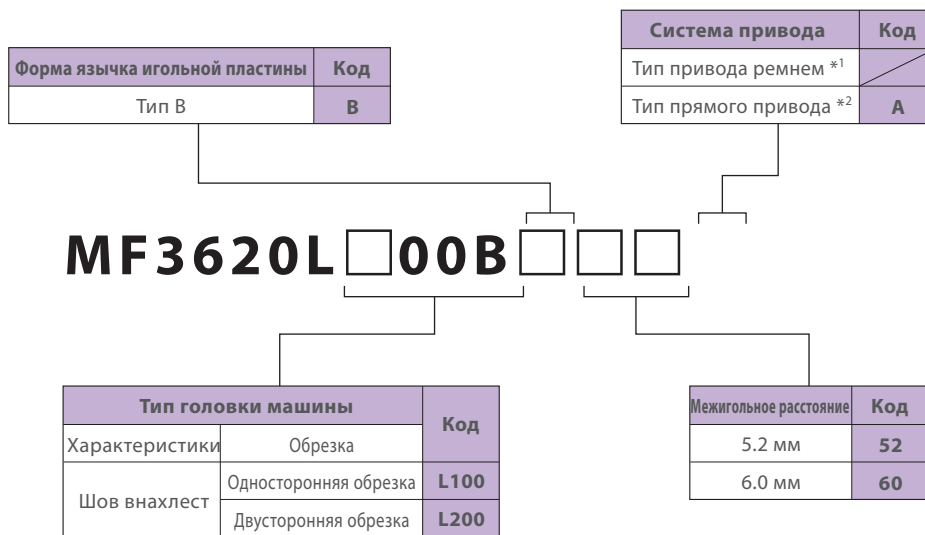 Система привода Код
Тип привода ремнем *1
Тип прямого привода *2 A
Форма язычка игольной пластины Код
Тип В B
MF3620L□00B□□□
Тип головки машины Код
Характеристики Обрезка
Шов внахлест Односторонняя обрезка L100
Двусторонняя обрезка L200
Межигольное расстояние Код
5.2 мм 52
6.0 мм 60